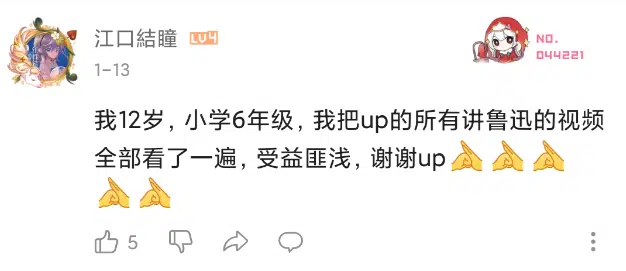 江口結瞳 LV4
NO.
044221
1-13
我12岁，小学6年级，我把up的所有讲鲁迅的视频
全部看了一遍，受益匪浅，谢谢up
5